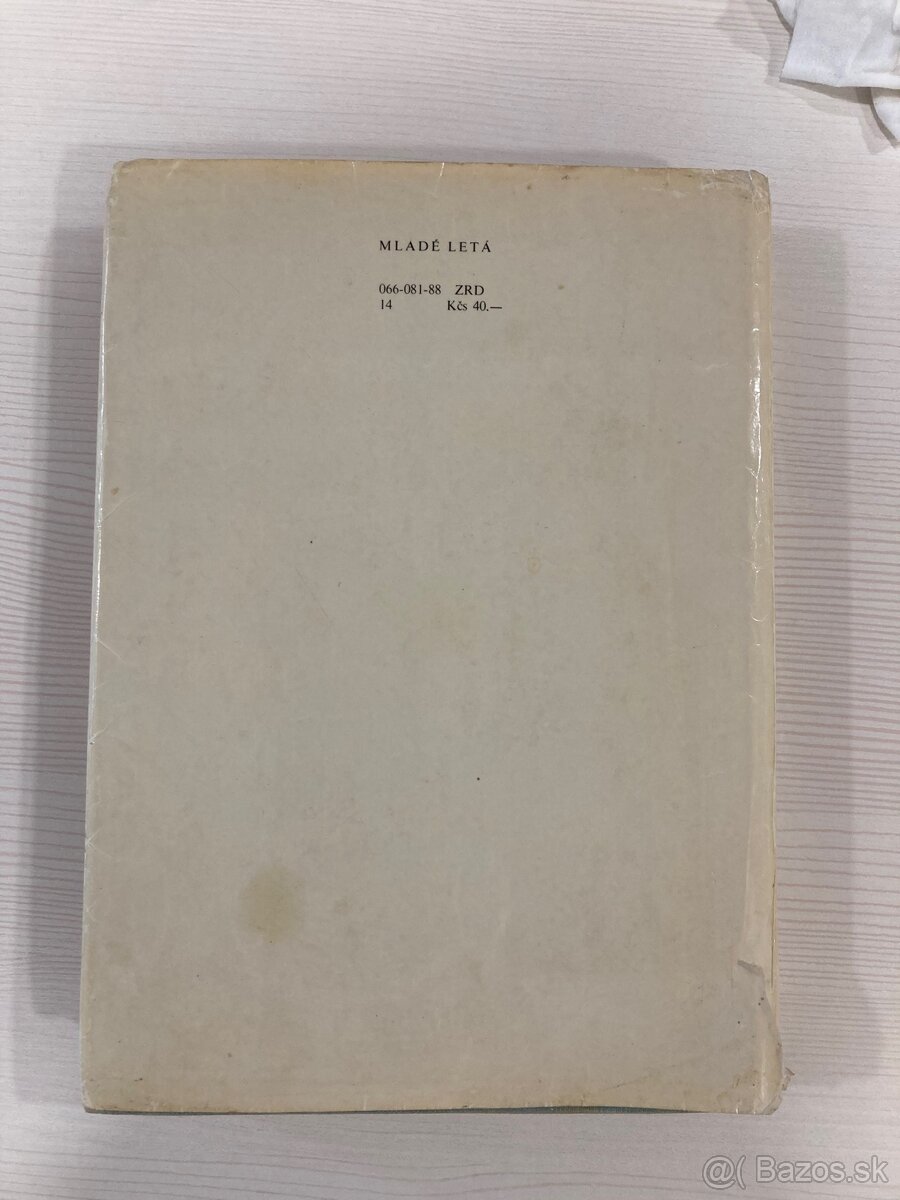 MLADÉ LETÁ
066-081-88 ZRD
14 Kčs 40.—
@( Bazos.sk